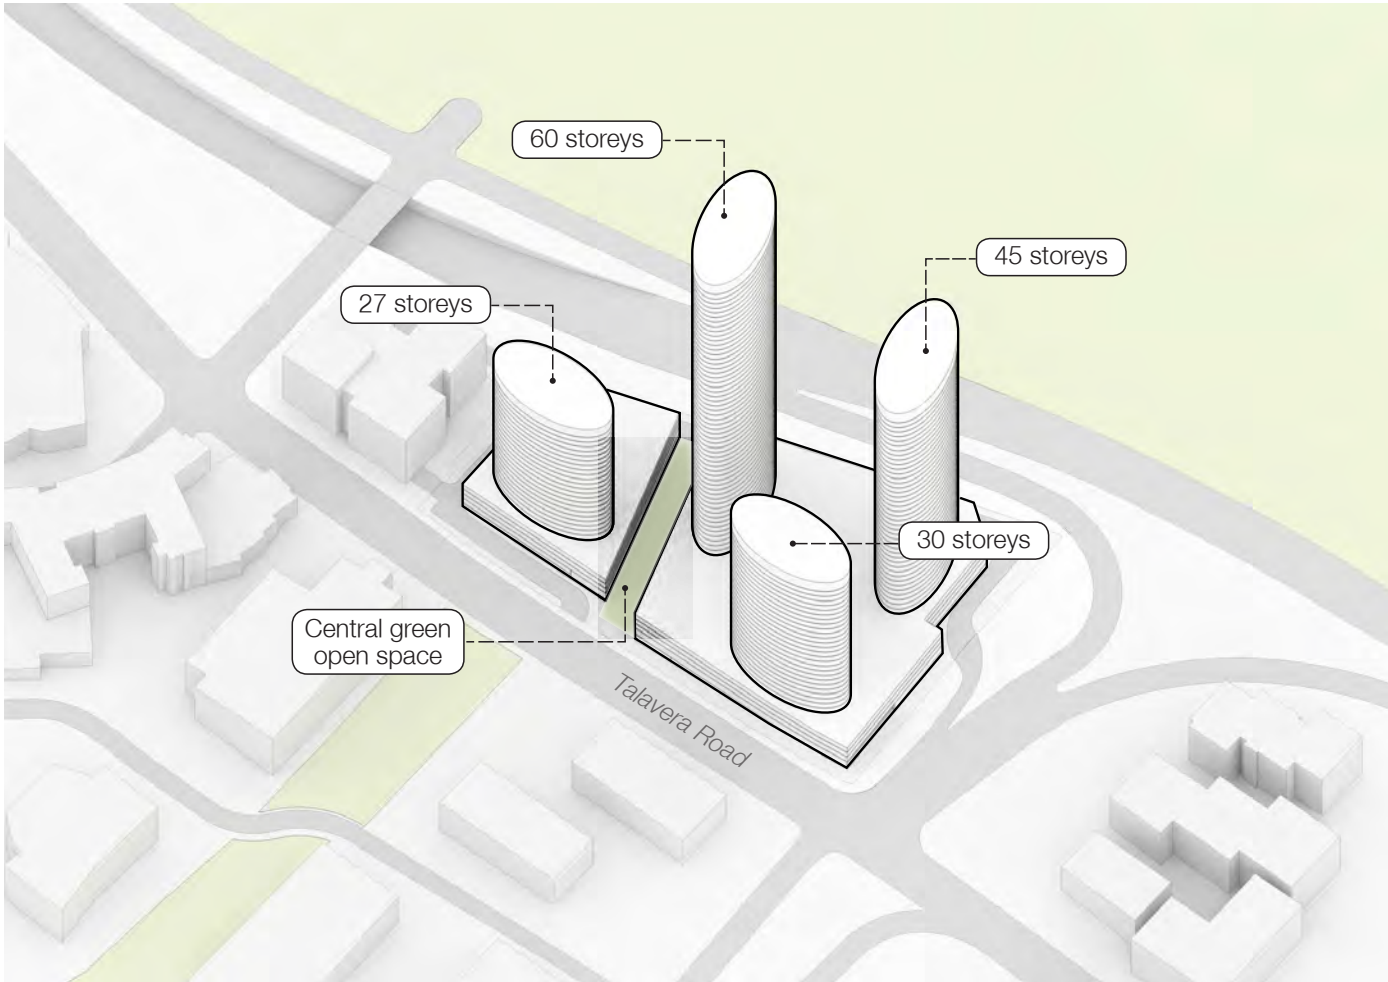 60 storeys
45 storeys
27 storeys
30 storeys
Central green
open space
Talavera Road